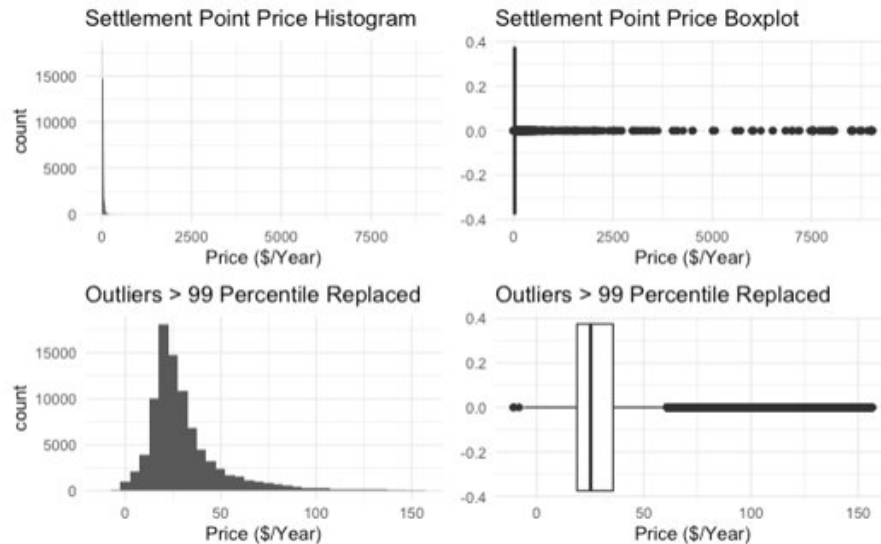 Settlement Point Price Histogram
15000
10000
5000
0
count
0 2500 5000 7500
Price ($/Year)
Settlement Point Price Boxplot
0.4
0.2
0.0
-0.2
-0.4
0 2500 5000 7500
Price ($/Year)
Outliers > 99 Percentile Replaced
15000
10000
5000
0
count
0 50 100 150
Price ($/Year)
Outliers > 99 Percentile Replaced
0.4
0.2
0.0
-0.2
-0.4
0 50 100 150
Price ($/Year)